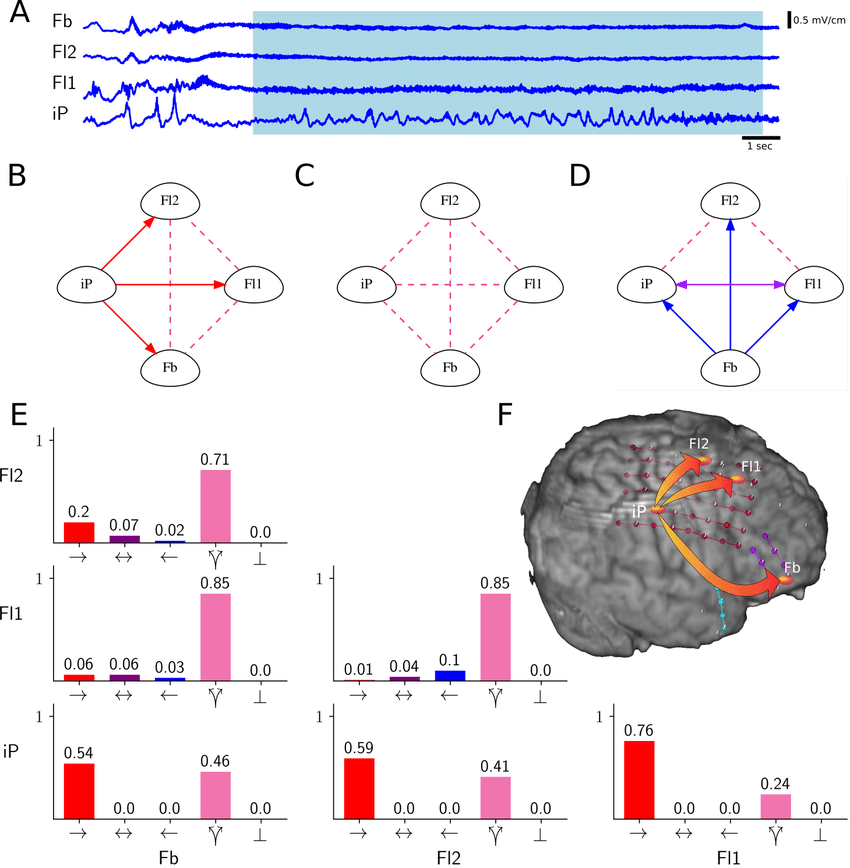 A
Fb
0.5 mV/cm
Fl2
Fl1
iP
1 sec
B
C
D
Fl2
Fl2
Fl2
iP
Fl1
iP
Fl1
iP
Fl1
Fb
Fb
Fb
E
F
1
Fl2
0.71
0.2
0.07
0.02
0.0
→ ↔ ← ⊥
Fl2
Fl1
iP
Fb
1
Fl1
0.85
0.06
0.06
0.03
0.0
→ ↔ ← ⊥
1
0.85
0.01
0.04
0.1
0.0
→ ↔ ← ⊥
1
iP
0.54
0.0
0.0
0.46
0.0
→ ↔ ← ⊥
Fb
1
0.59
0.0
0.0
0.41
0.0
→ ↔ ← ⊥
Fl2
1
0.76
0.0
0.0
0.24
0.0
→ ↔ ← ⊥
Fl1